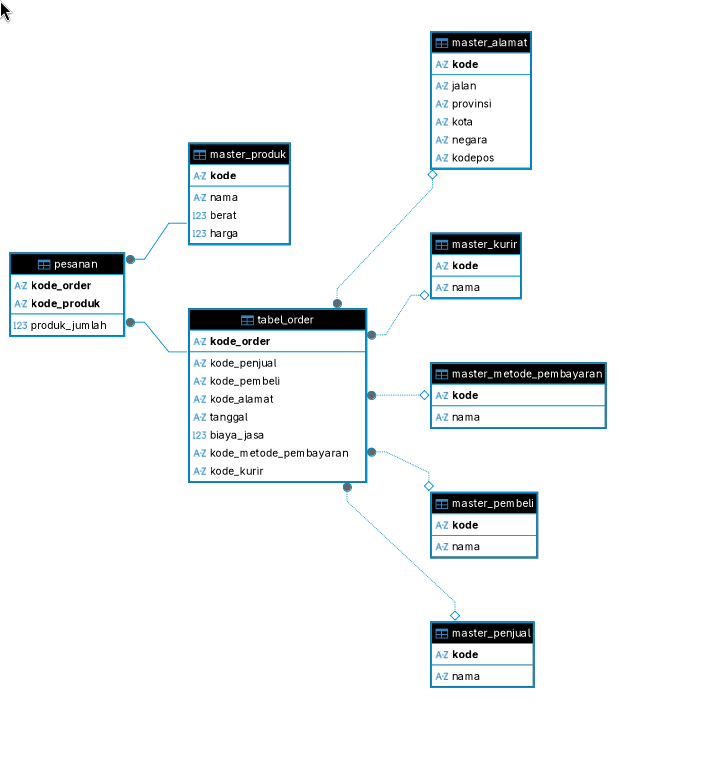 master_alamat
A-Z kode
A-Z jalan
A-Z provinsi
A-Z kota
A-Z negara
A-Z kodepos
master_produk
A-Z kode
A-Z nama
123 berat
123 harga
master_kurir
A-Z kode
A-Z nama
pesanan
A-Z kode_order
A-Z kode_produk
123 produk_jumlah
tabel_order
A-Z kode_order
A-Z kode_penjual
A-Z kode_pembeli
A-Z kode_alamat
A-Z tanggal
123 biaya_jasa
A-Z kode_metode_pembayaran
A-Z kode_kurir
master_metode_pembayaran
A-Z kode
A-Z nama
master_pembeli
A-Z kode
A-Z nama
master_penjual
A-Z kode
A-Z nama